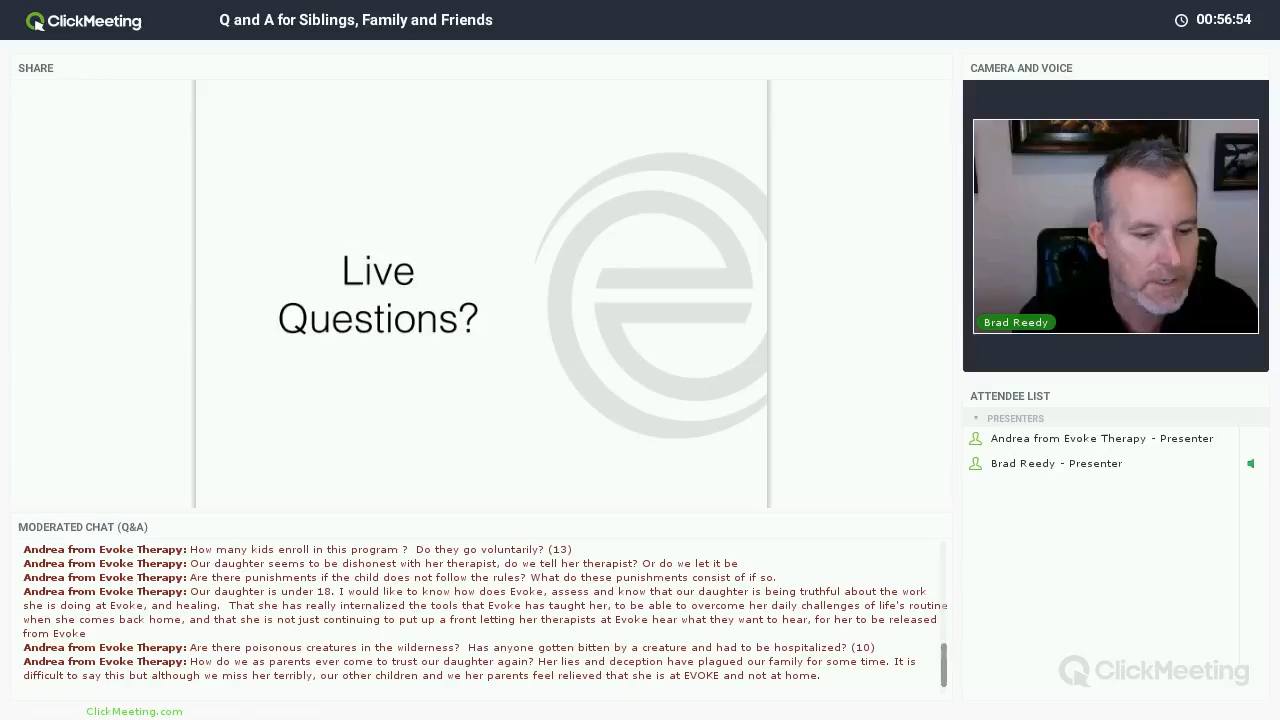 ClickMeeting
Q and A for Siblings, Family and Friends
00:56:54
SHARE
CAMERA AND VOICE
Live
Questions?
Brad Reedy
ATTENDEE LIST
PRESENTERS
Andrea from Evoke Therapy - Presenter
Brad Reedy - Presenter
MODERATED CHAT (Q&A)
Andrea from Evoke Therapy: How many kids enroll in this program ? Do they go voluntarily? (13)
Andrea from Evoke Therapy: Our daughter seems to be dishonest with her therapist, do we tell her therapist? Or do we let it be
Andrea from Evoke Therapy: Are there punishments if the child does not follow the rules? What do these punishments consist of if so.
Andrea from Evoke Therapy: Our daughter is under 18. I would like to know how does Evoke, assess and know that our daughter is being truthful about the work
she is doing at Evoke, and healing. That she has really internalized the tools that Evoke has taught her, to be able to overcome her daily challenges of life's routine
when she comes back home, and that she is not just continuing to put up a front letting her therapists at Evoke hear what they want to hear, for her to be released
from Evoke
Andrea from Evoke Therapy: Are there poisonous creatures in the wilderness? Has anyone gotten bitten by a creature and had to be hospitalized? (10)
Andrea from Evoke Therapy: How do we as parents ever come to trust our daughter again? Her lies and deception have plagued our family for some time. It is
difficult to say this but although we miss her terribly, our other children and we her parents feel relieved that she is at EVOKE and not at home.
ClickMeeting
ClickMeeting.com